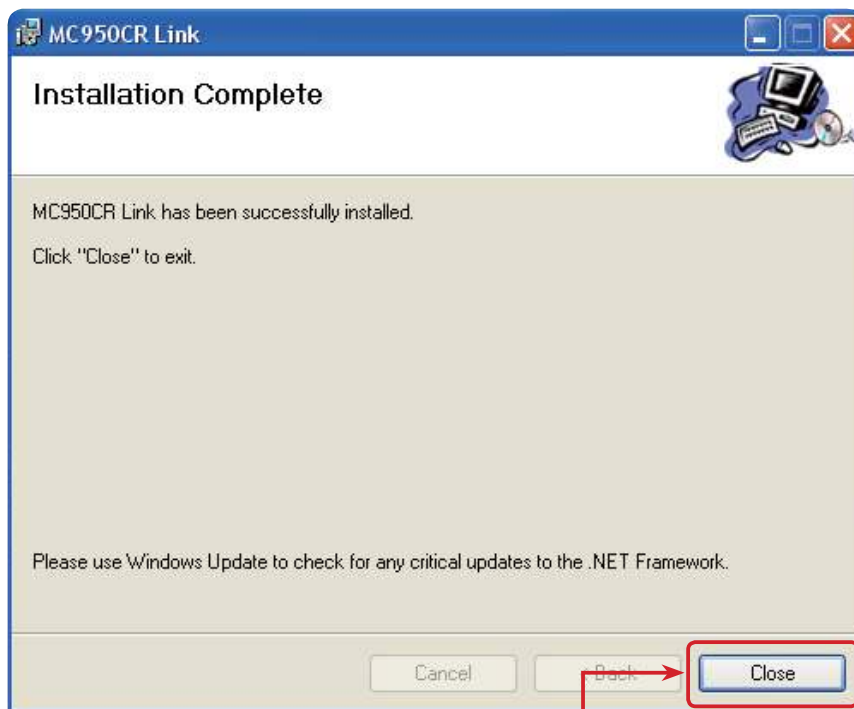 MC950CR Link
Installation Complete
MC950CR Link has been successfully installed.
Click "Close" to exit.
Please use Windows Update to check for any critical updates to the .NET Framework.
Cancel
< Back
Close